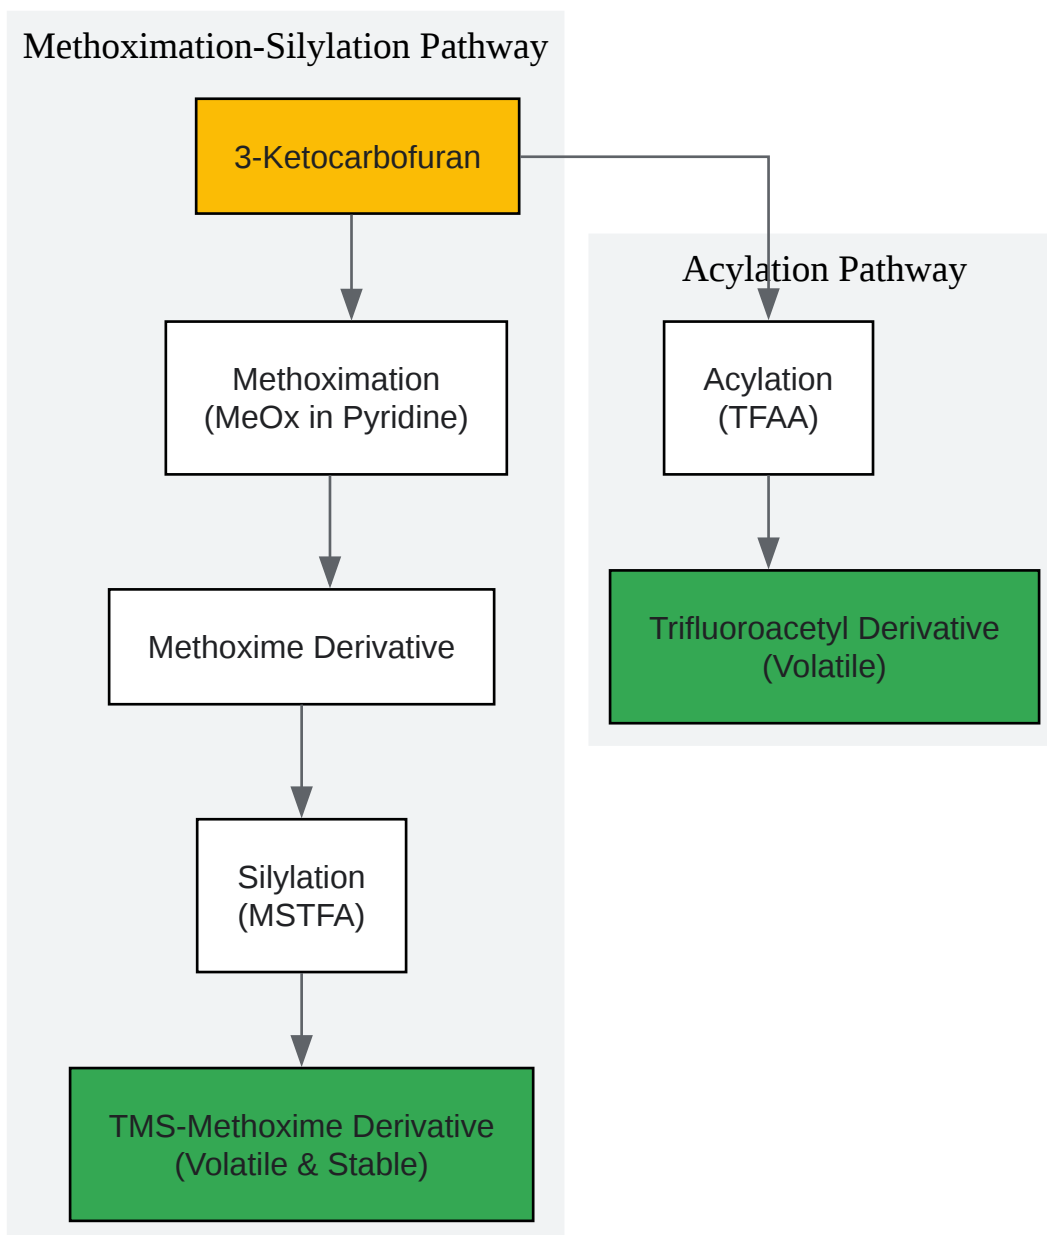 Methoximation-Silylation Pathway
3-Ketocarbofuran
Methoximation
(MeOx in Pyridine)
Methoxime Derivative
Silylation
(MSTFA)
TMS-Methoxime Derivative
(Volatile & Stable)
Acylation Pathway
Acylation
(TFAA)
Trifluoroacetyl Derivative
(Volatile)